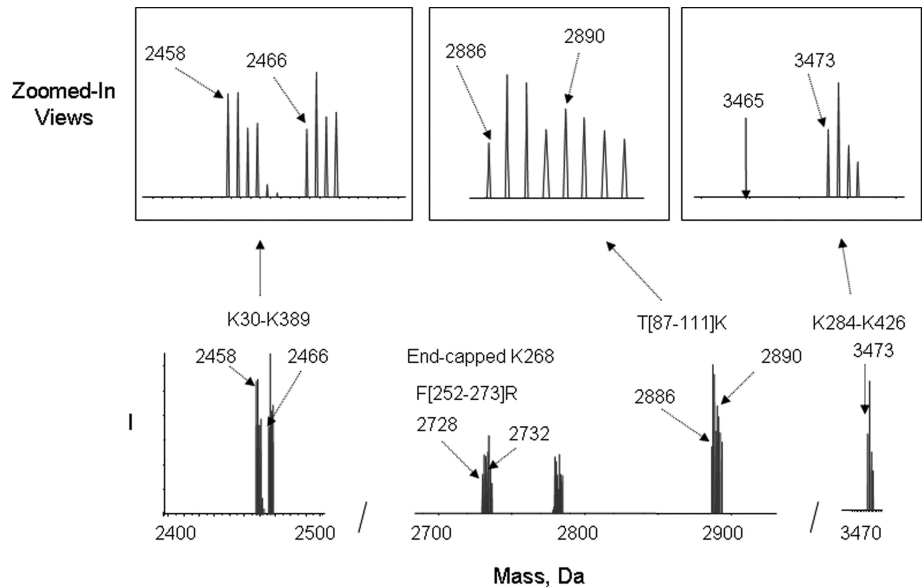 Zoomed-In
Views
2458
2466
2886
2890
3465
3473
K30-K389
T[87-111]K
K284-K426
2458
2466
End-capped K268
F[252-273]R
2728
2732
2886
2890
3473
I
2400
2500
2700
2800
2900
3470
Mass, Da